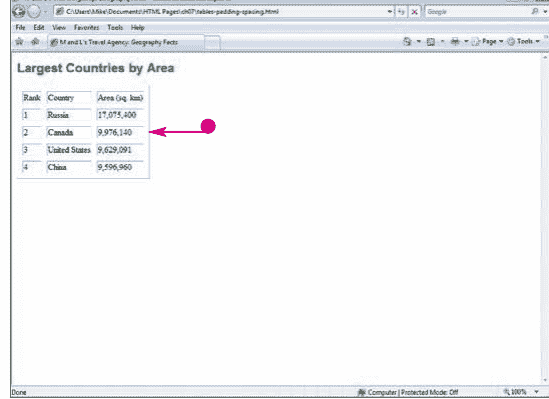 C:\Users\Mike\Documents\HTML Pages\ch07\tables-padding-spacing.html
Google
File Edit View Favorites Tools Help
M and L's Travel Agency: Geography Facts
Page Tools
Largest Countries by Area
Rank Country Area (sq. km)
1 Russia 17,075,400
2 Canada 9,976,140
3 United States 9,629,091
4 China 9,596,960
Done
Computer | Protected Mode: Off
100%